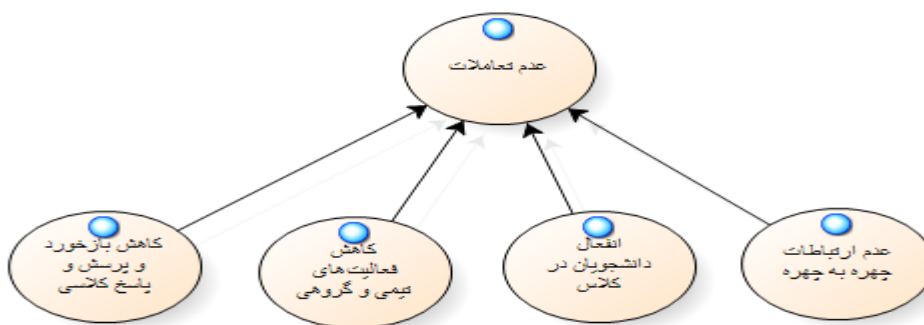 عدم تعاملات
عدم ارتباطات
چهره به چهره
انفعال
دانشجویان در
کلاس
کاهش
فعالیت‌های
تیمی و گروهی
کاهش بازخورد
و پرسش و
پاسخ کلاسی